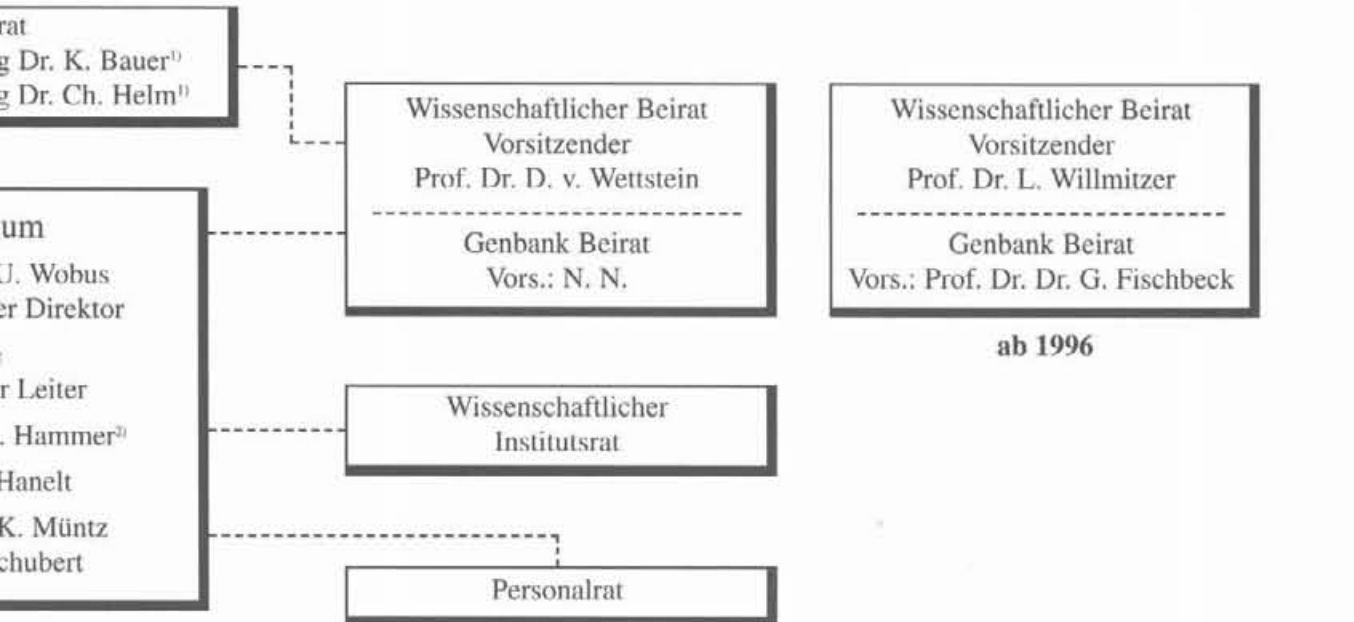 rat
g Dr. K. Bauer¹⁾
g Dr. Ch. Helm¹⁾
um
U. Wobus
er Direktor
r Leiter
. Hammer²⁾
Hanelt
K. Müntz
chubert
Wissenschaftlicher Beirat
Vorsitzender
Prof. Dr. D. v. Wettstein
Genbank Beirat
Vors.: N. N.
Wissenschaftlicher Beirat
Vorsitzender
Prof. Dr. L. Willmitzer
Genbank Beirat
Vors.: Prof. Dr. Dr. G. Fischbeck
ab 1996
Wissenschaftlicher
Institutsrat
Personalrat